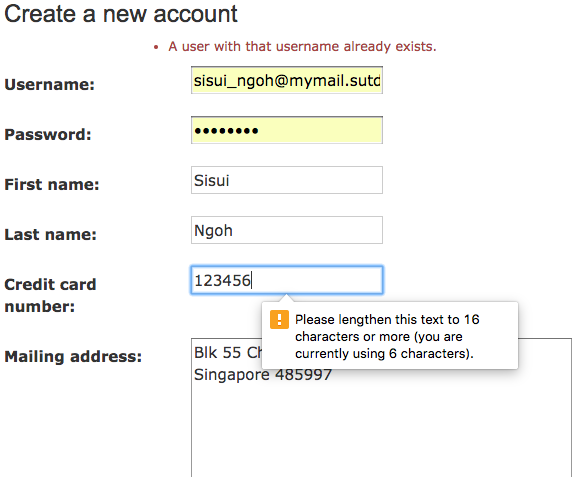 Create a new account
• A user with that username already exists.
Username: sisui_ngoh@mymail.sutd
Password: ••••••••
First name: Sisui
Last name: Ngoh
Credit card number: 123456
Please lengthen this text to 16
characters or more (you are
currently using 6 characters).
Mailing address: Blk 55
Singapore 485997